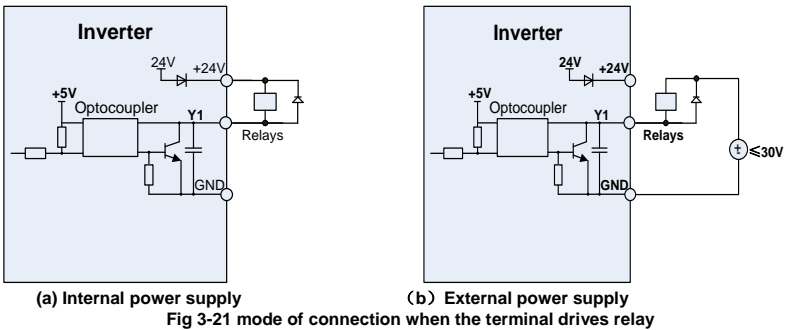 Inverter
24V
+24V
+5V
Optocoupler
Y1
Relays
GND
(a) Internal power supply
Inverter
24V
+24V
+5V
Optocoupler
Y1
Relays
≤30V
GND
（b）External power supply
Fig 3-21 mode of connection when the terminal drives relay